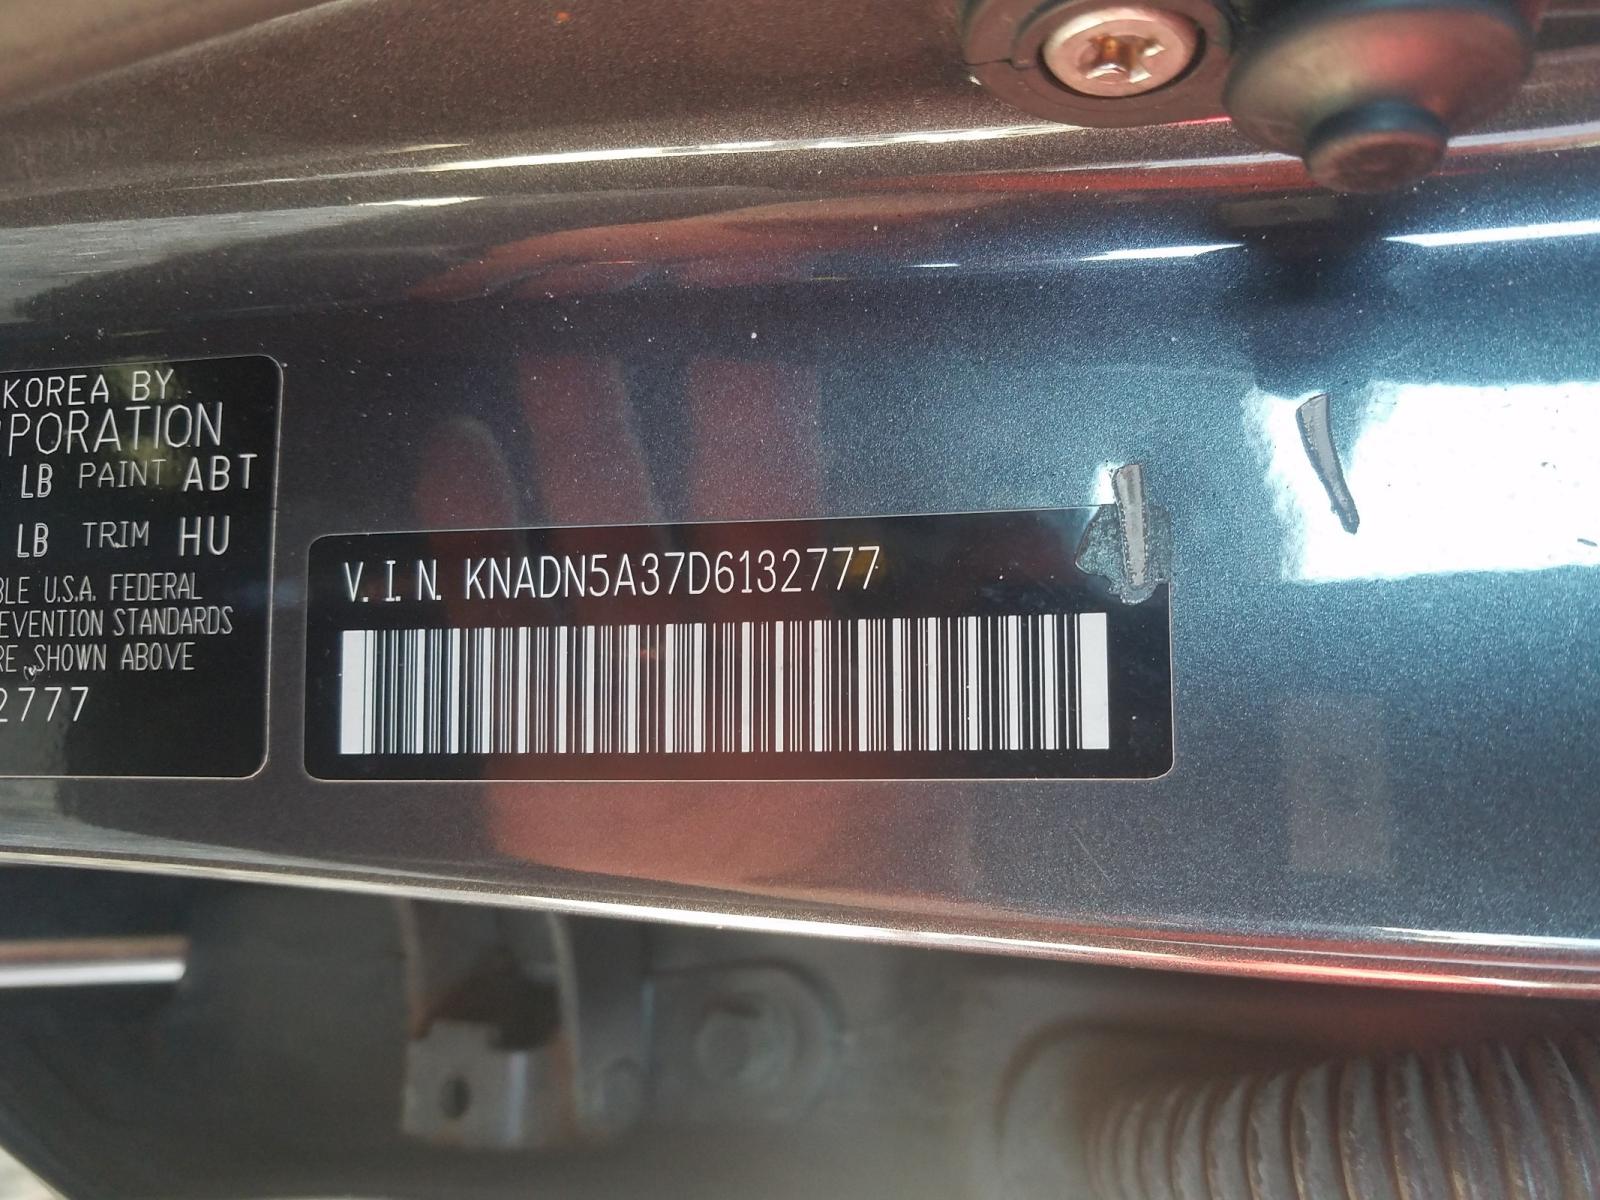 KOREA BY
PORATION
LB PAINT ABT
LB TRIM HU
BLE U.S.A. FEDERAL
EVENTION STANDARDS
RE SHOWN ABOVE
2777
V.I.N. KNADN5A37D6132777